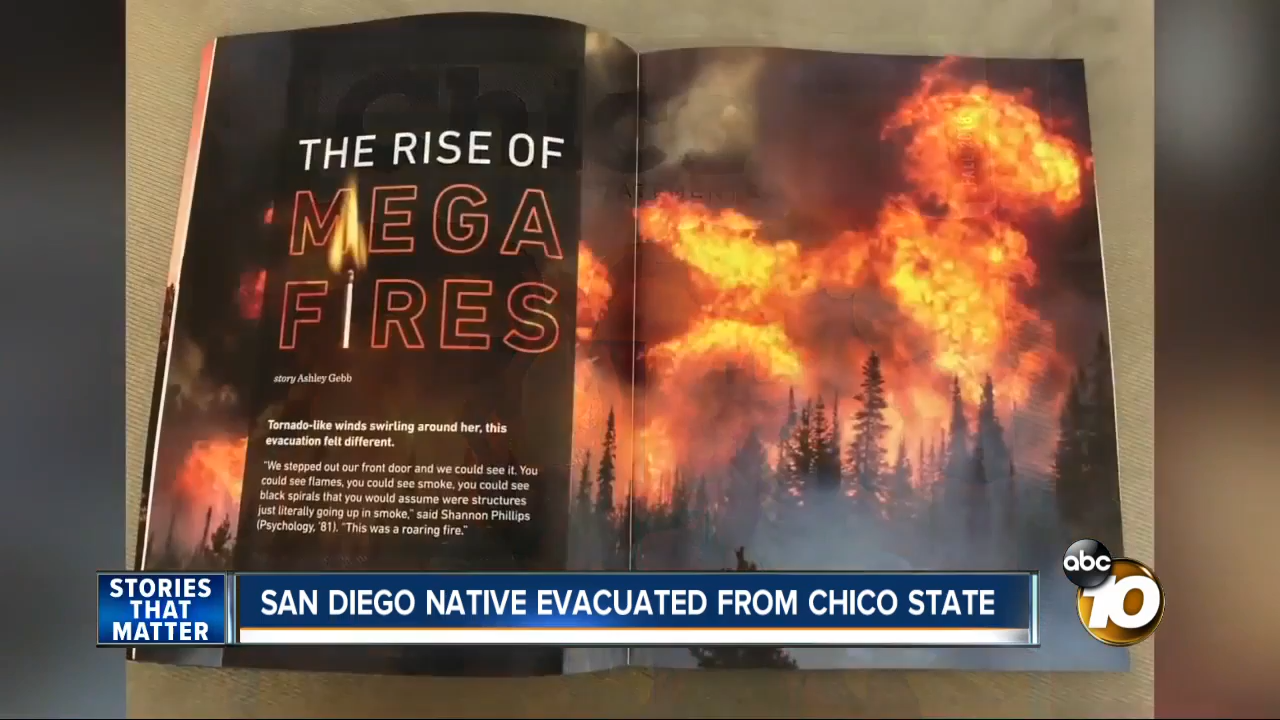 THE RISE OF
MEGA
FIRES
story Ashley Gebb
Tornado-like winds swirling around her, this
evacuation felt different.
"We stepped out our front door and we could see it. You
could see flames, you could see smoke, you could see
black spirals that you would assume were structures
just literally going up in smoke," said Shannon Phillips
(Psychology, '81). "This was a roaring fire."
STORIES
THAT
MATTER
SAN DIEGO NATIVE EVACUATED FROM CHICO STATE
abc
10